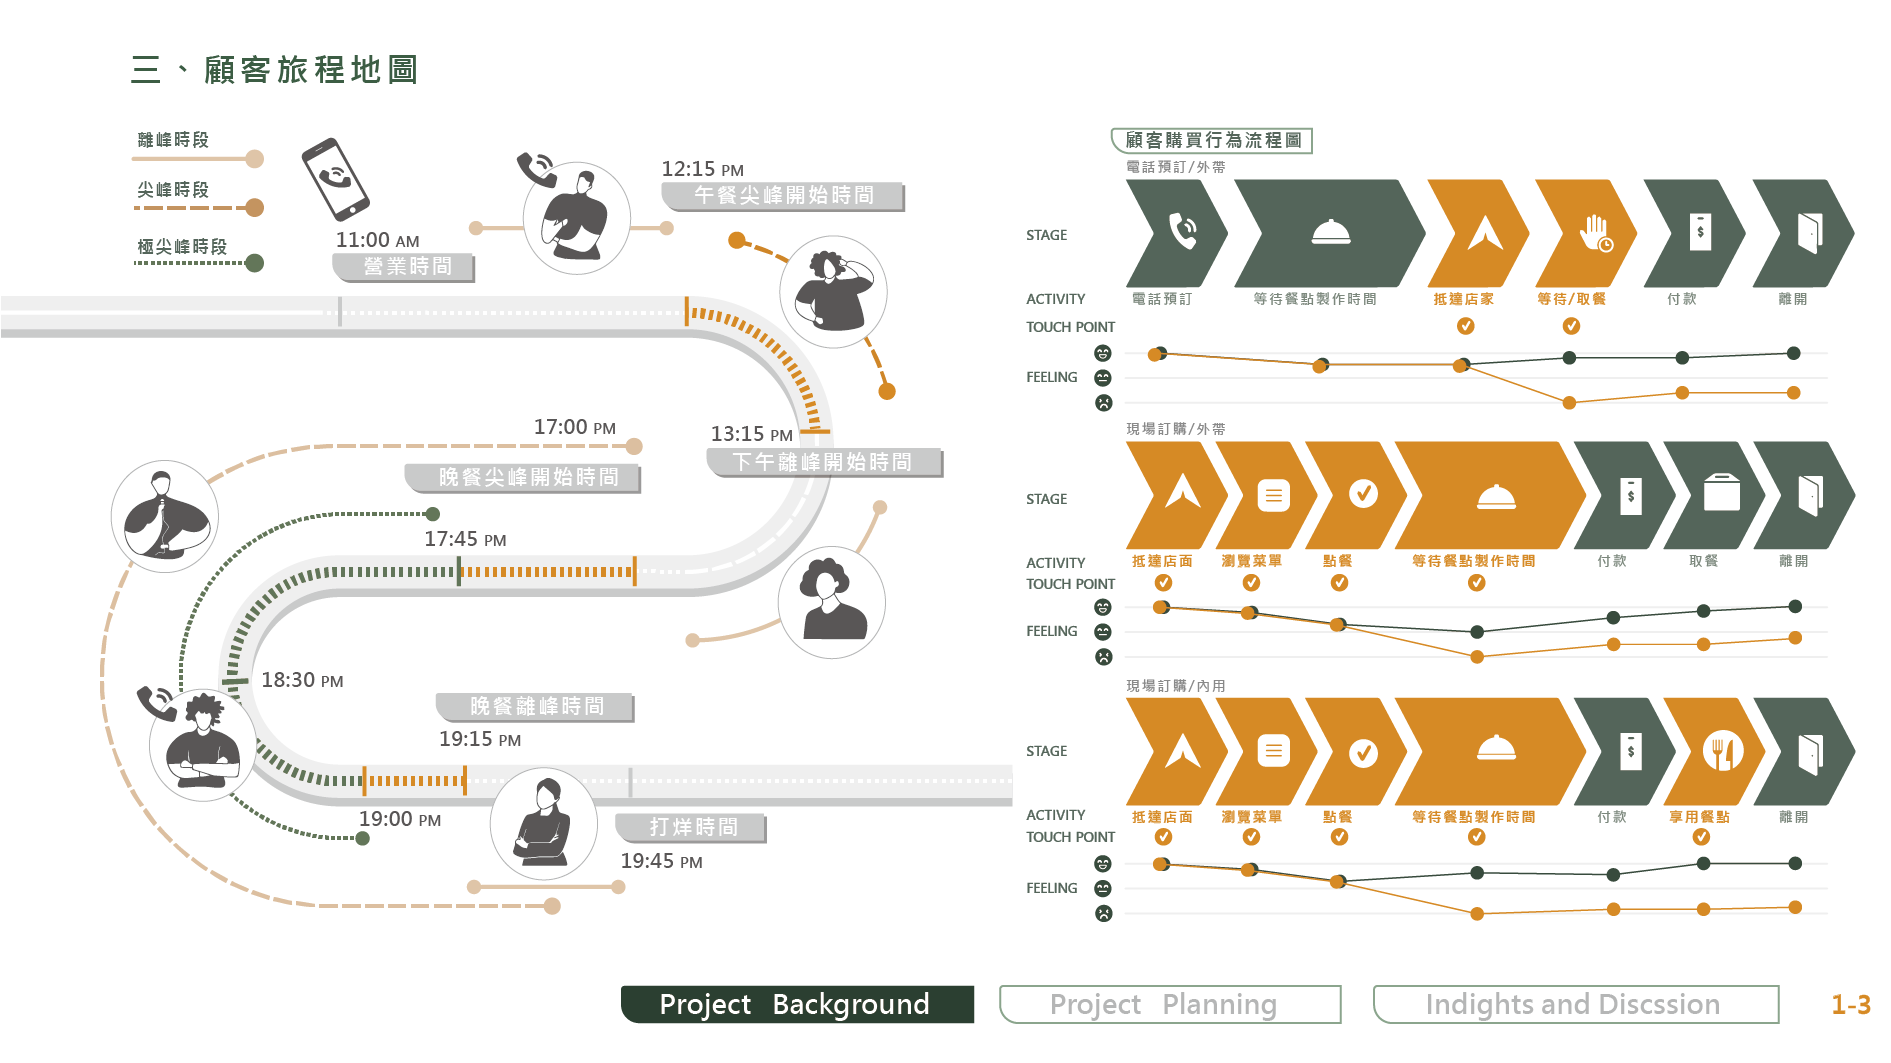 三、顧客旅程地圖
離峰時段
尖峰時段
極尖峰時段
11:00 AM
營業時間
12:15 PM
午餐尖峰開始時間
13:15 PM
下午離峰開始時間
17:00 PM
晚餐尖峰開始時間
17:45 PM
18:30 PM
晚餐離峰時間
19:15 PM
19:00 PM
打烊時間
19:45 PM
顧客購買行為流程圖
電話預訂/外帶
STAGE
$
ACTIVITY
電話預訂
等待餐點製作時間
抵達店家
等待/取餐
付款
離開
TOUCH POINT
FEELING
現場訂購/外帶
STAGE
$
ACTIVITY
抵達店面
瀏覽菜單
點餐
等待餐點製作時間
付款
取餐
離開
TOUCH POINT
FEELING
現場訂購/內用
STAGE
$
ACTIVITY
抵達店面
瀏覽菜單
點餐
等待餐點製作時間
付款
享用餐點
離開
TOUCH POINT
FEELING
Project Background
Project Planning
Indights and Discssion
1-3